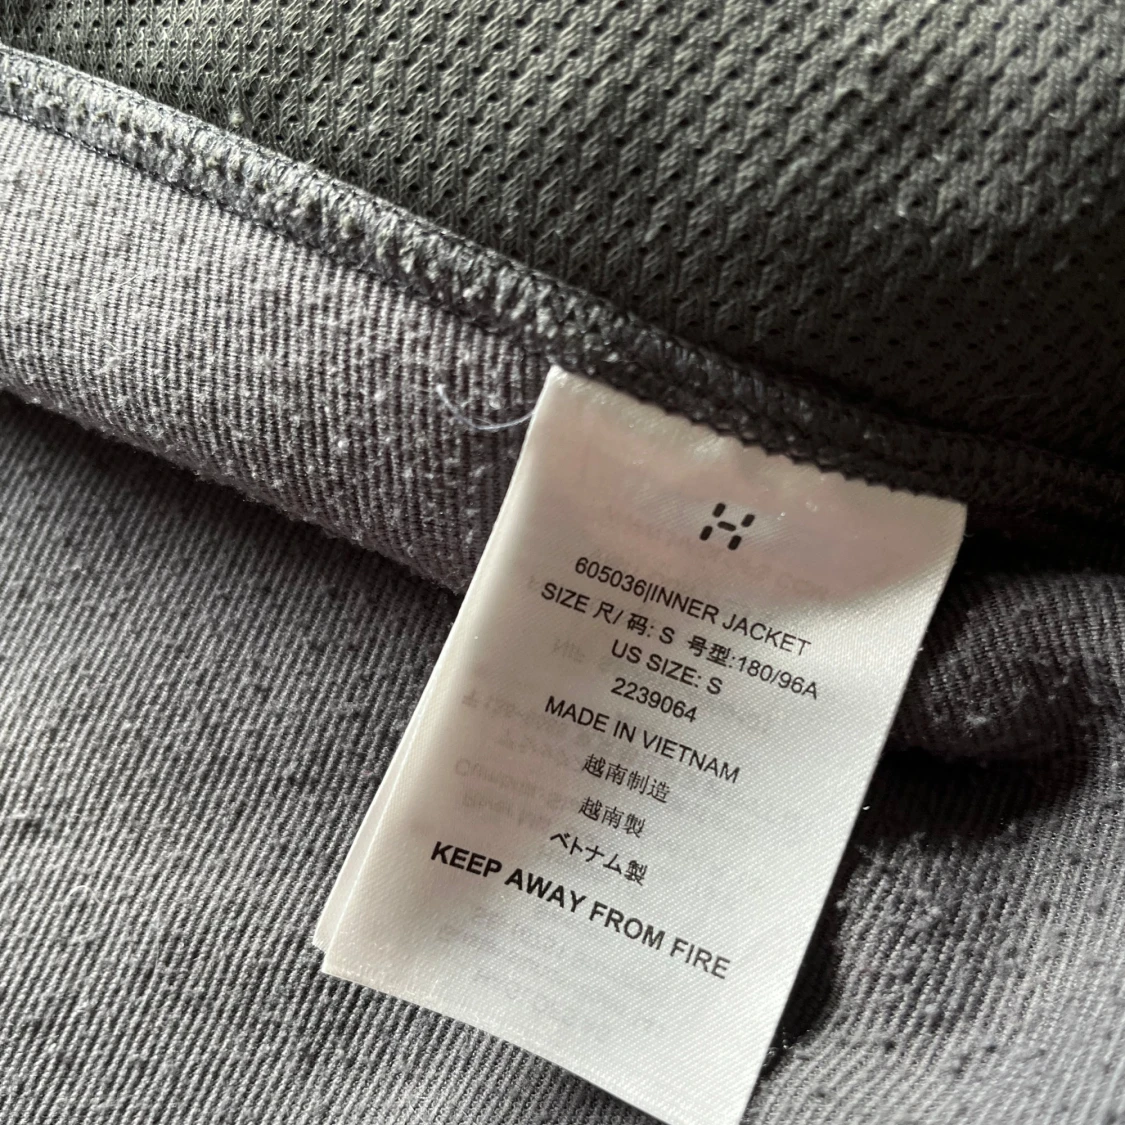 605036|INNER JACKET
SIZE 尺/ 码: S 号型:180/96A
US SIZE: S
2239064
MADE IN VIETNAM
越南制造
越南製
ベトナム製
KEEP AWAY FROM FIRE